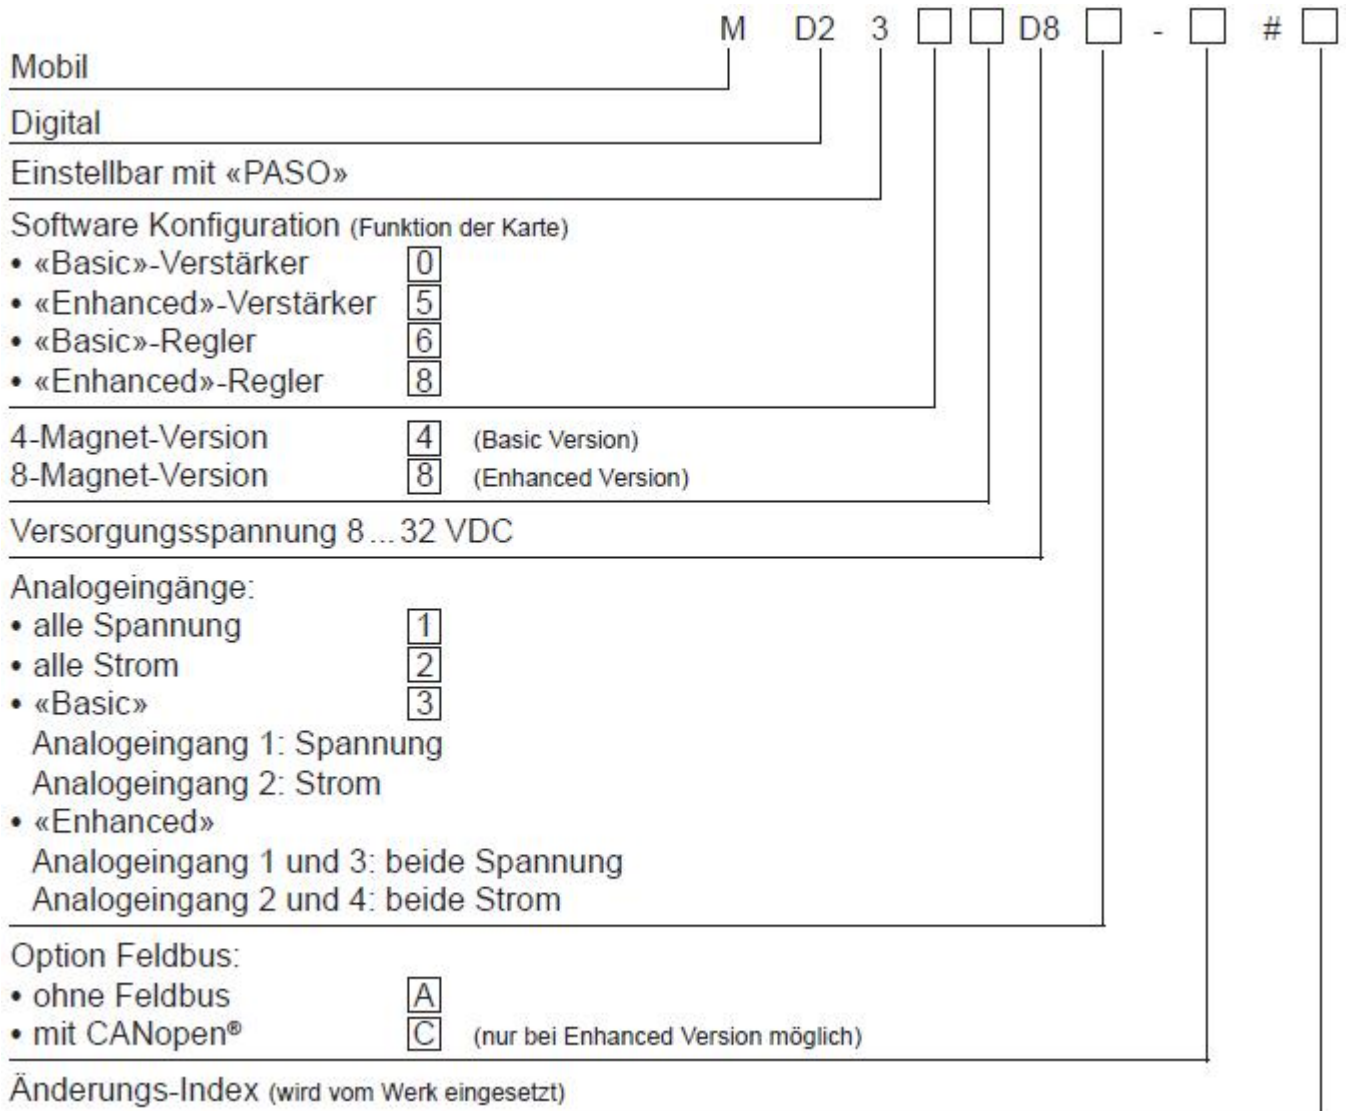 M D2 3 □ □ D8 □ - □ # □
Mobil
Digital
Einstellbar mit «PASO»
Software Konfiguration (Funktion der Karte)
• «Basic»-Verstärker 0
• «Enhanced»-Verstärker 5
• «Basic»-Regler 6
• «Enhanced»-Regler 8
4-Magnet-Version 4 (Basic Version)
8-Magnet-Version 8 (Enhanced Version)
Versorgungsspannung 8 ... 32 VDC
Analogeingänge:
• alle Spannung 1
• alle Strom 2
• «Basic» 3
Analogeingang 1: Spannung
Analogeingang 2: Strom
• «Enhanced»
Analogeingang 1 und 3: beide Spannung
Analogeingang 2 und 4: beide Strom
Option Feldbus:
• ohne Feldbus A
• mit CANopen® C (nur bei Enhanced Version möglich)
Änderungs-Index (wird vom Werk eingesetzt)